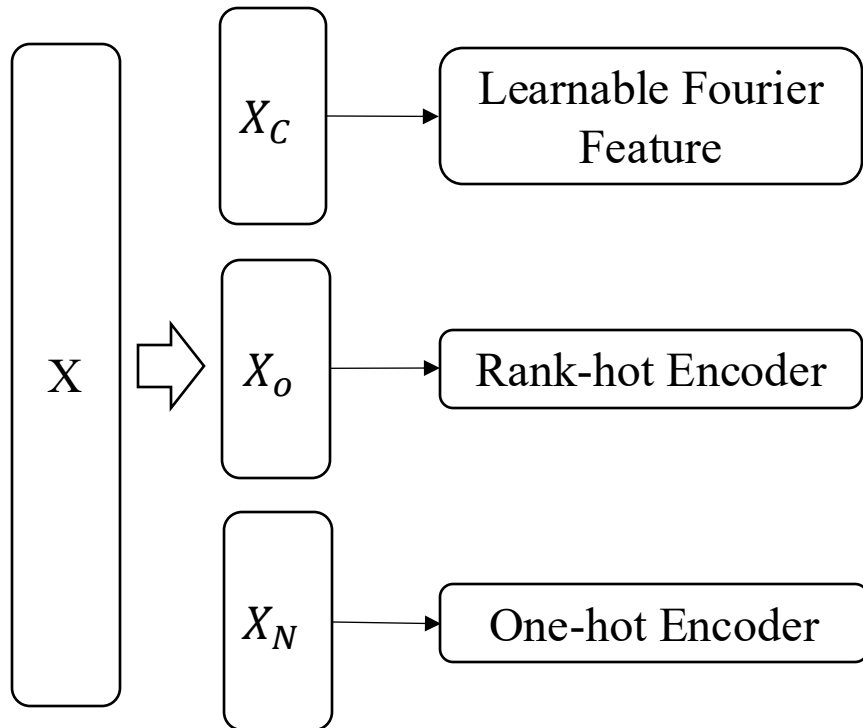 X
X_C
Learnable Fourier
Feature
X_o
Rank-hot Encoder
X_N
One-hot Encoder